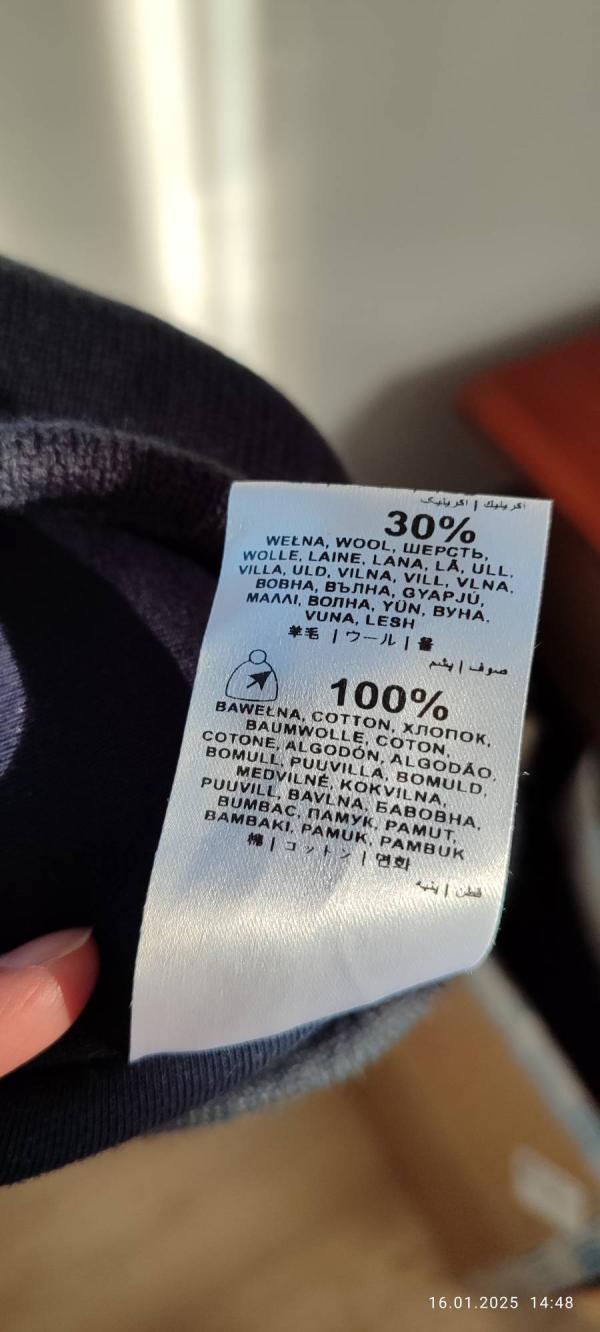 اکریلیك | اکریلیک
30%
WEŁNA, WOOL, ШЕРСТЬ,
WOLLE, LAINE, LANA, LÃ, ULL,
VILLA, ULD, VILNA, VILL, VLNA,
ВОВНА, ВЪЛНА, GYAPJÚ,
ΜΑΛΛΙ, ВОЛНА, YÜN, ВУНА,
VUNA, LESH
羊毛 | ウール | 울
صوف | پشم
100%
BAWEŁNA, COTTON, ХЛОПОК,
BAUMWOLLE, COTON,
COTONE, ALGODÓN, ALGODÃO,
BOMULL, PUUVILLA, BOMULD,
MEDVILNĖ, KOKVILNA,
PUUVILL, BAVLNA, БАВОВНА,
BUMBAC, ПАМУК, PAMUT,
BAMBAKI, PAMUK, PAMBUK
棉 | コットン | 면화
قطن | پنبه
16.01.2025 14:48